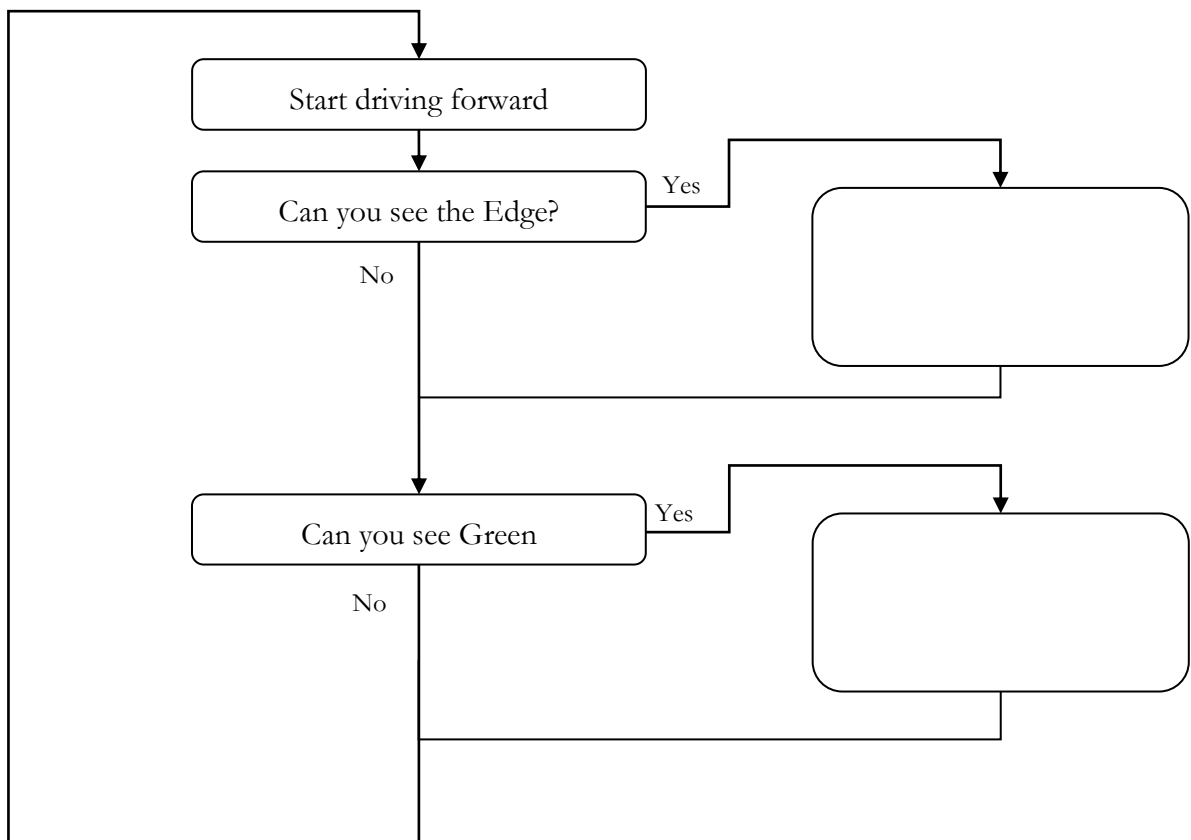 Start driving forward
Can you see the Edge?
Yes
No
Can you see Green
Yes
No